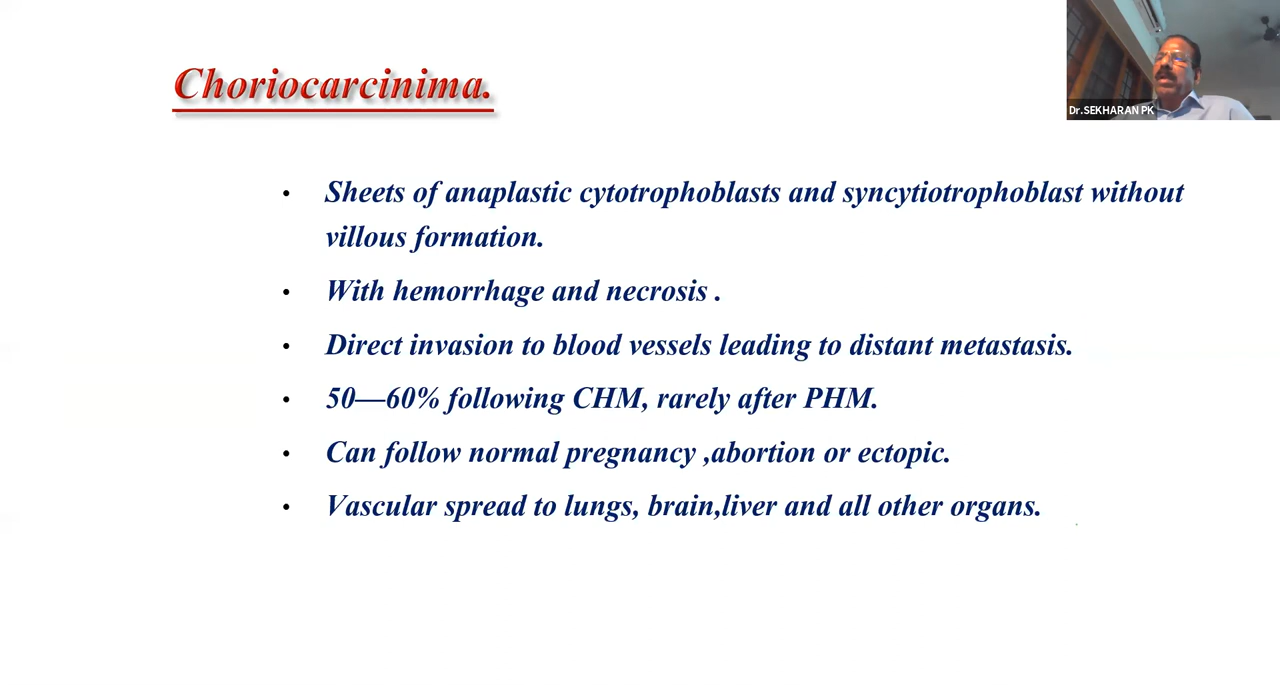 Choriocarcinima.
Dr.SEKHARAN PK
• Sheets of anaplastic cytotrophoblasts and syncytiotrophoblast without
villous formation.
• With hemorrhage and necrosis .
• Direct invasion to blood vessels leading to distant metastasis.
• 50—60% following CHM, rarely after PHM.
• Can follow normal pregnancy ,abortion or ectopic.
• Vascular spread to lungs, brain,liver and all other organs.